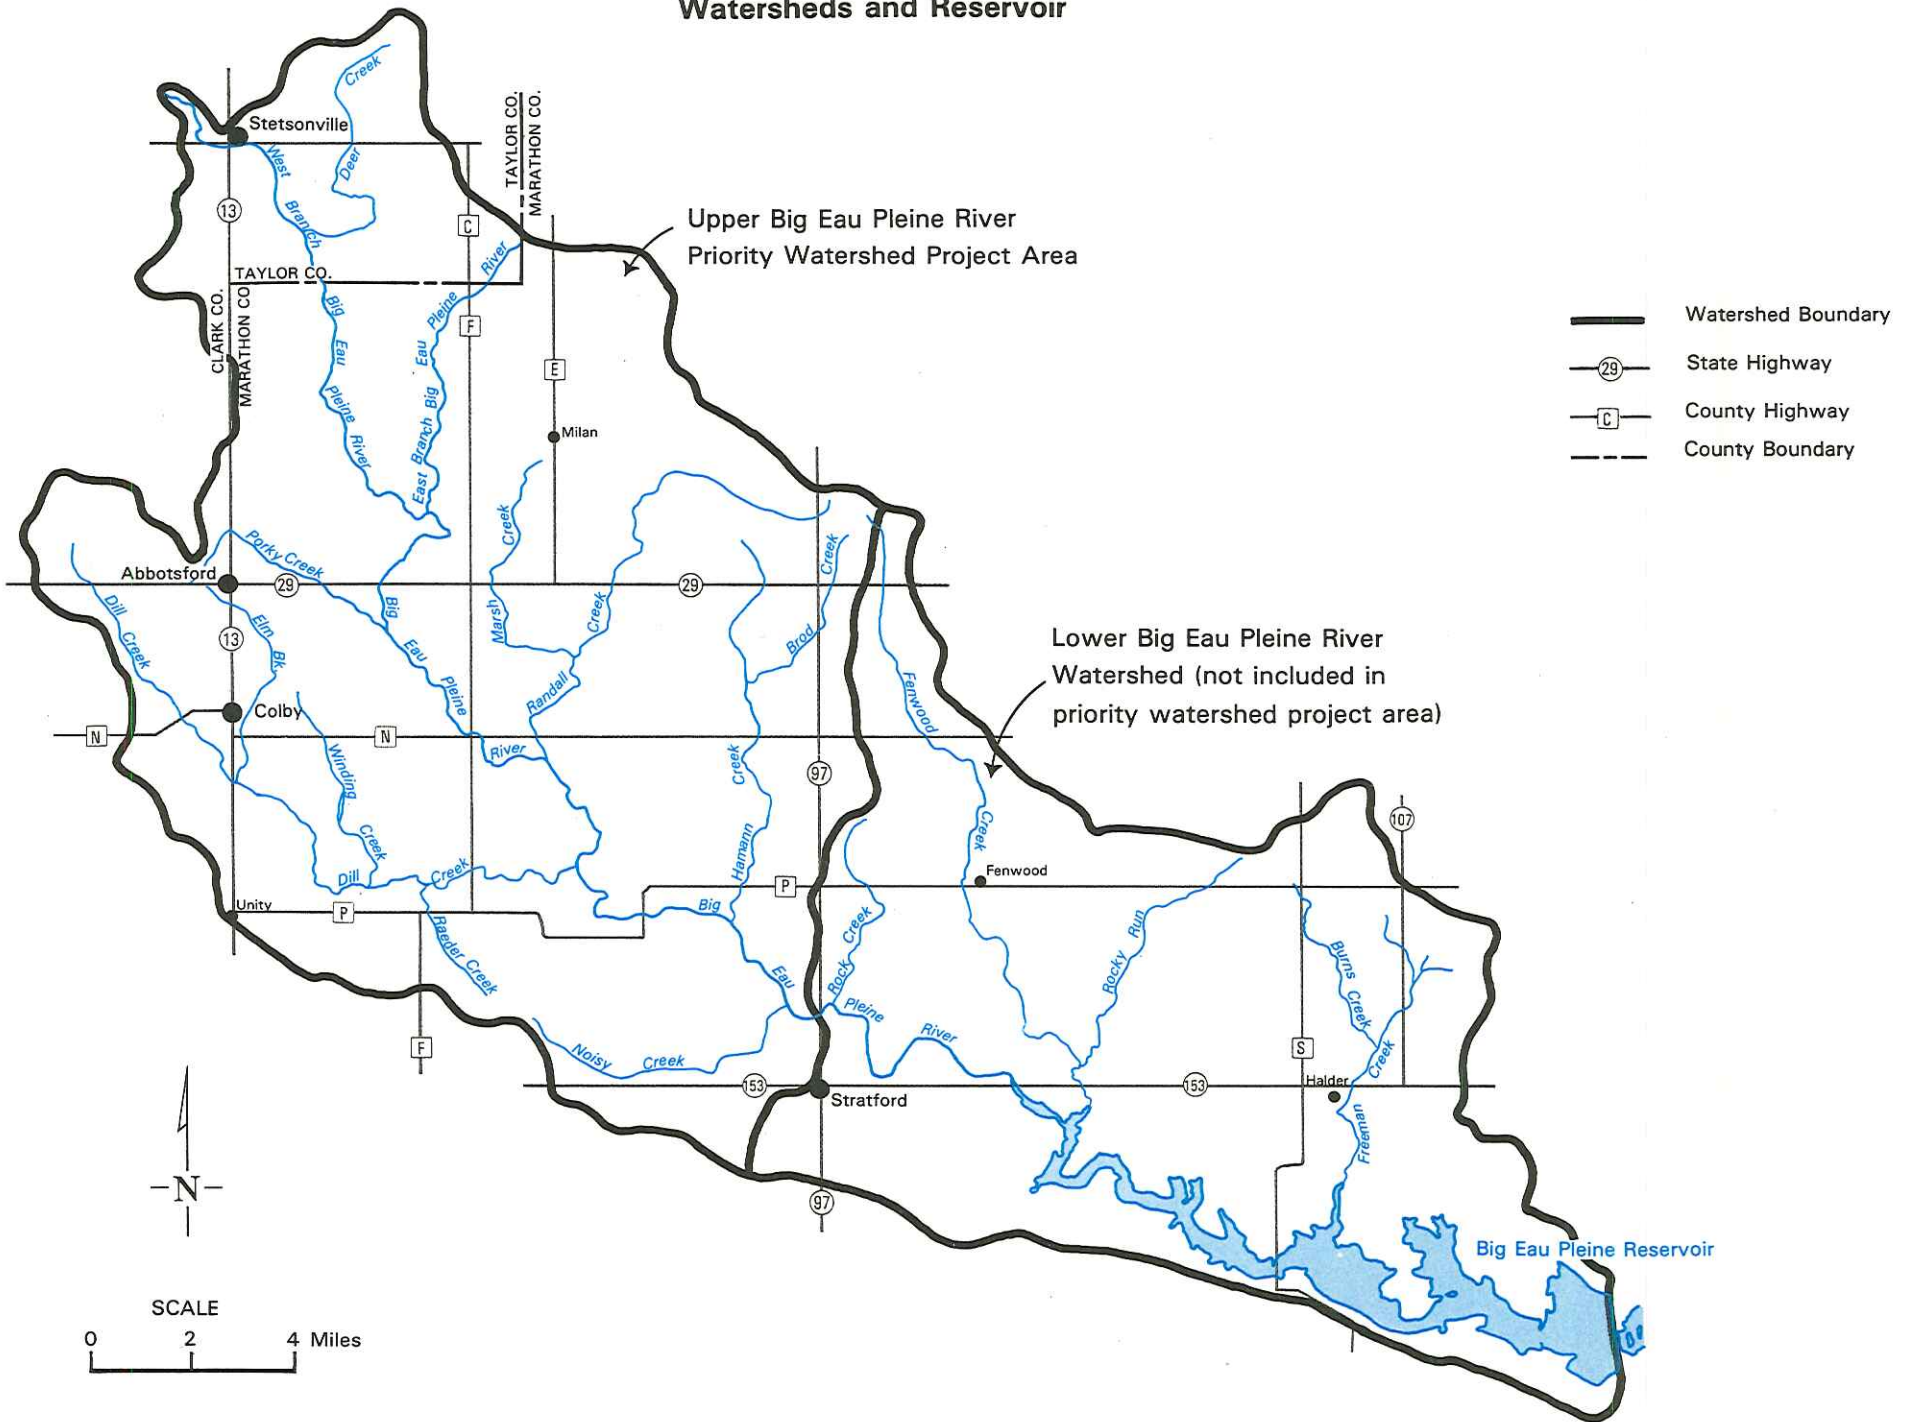 Watersheds and Reservoir
Creek
Stetsonville
West
Deer
Branch
13
C
TAYLOR CO.
MARATHON CO.
River
Upper Big Eau Pleine River
Priority Watershed Project Area
TAYLOR CO.
CLARK CO.
MARATHON CO.
Big
Eau
Pleine River
East Branch Big Eau Pleine
F
E
Milan
Watershed Boundary
29
State Highway
C
County Highway
County Boundary
Porky Creek
Abbotsford
29
29
Creek
Marsh
Creek
Creek
Brod
Dill
Creek
13
Elm
Bk.
Big
Eau
Pleine
River
Randall
Fenwood
Creek
Lower Big Eau Pleine River
Watershed (not included in
priority watershed project area)
Colby
N
N
Winding
Creek
Creek
Hamann
97
107
Fenwood
Dill
Creek
P
Unity
P
Big
Raeder Creek
Eau
Rock Creek
Pleine
River
Rocky Run
Burns Creek
Creek
Noisy
Creek
F
S
153
153
Halder
Stratford
Freeman
N
97
Big Eau Pleine Reservoir
SCALE
0 2 4 Miles